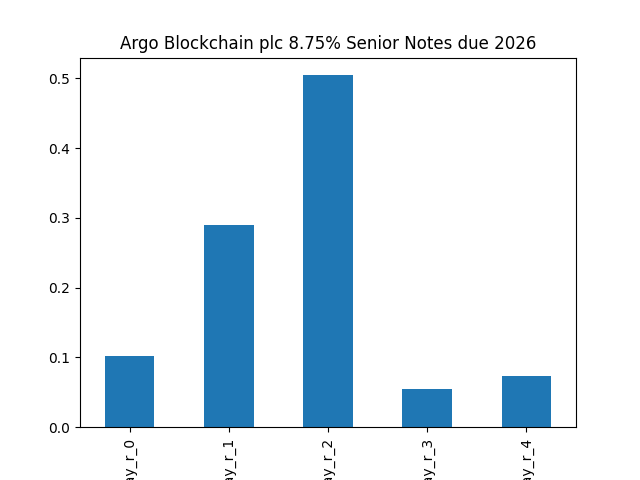 Argo Blockchain plc 8.75% Senior Notes due 2026
0.5
0.4
0.3
0.2
0.1
0.0
ay_r_0
ay_r_1
ay_r_2
ay_r_3
ay_r_4